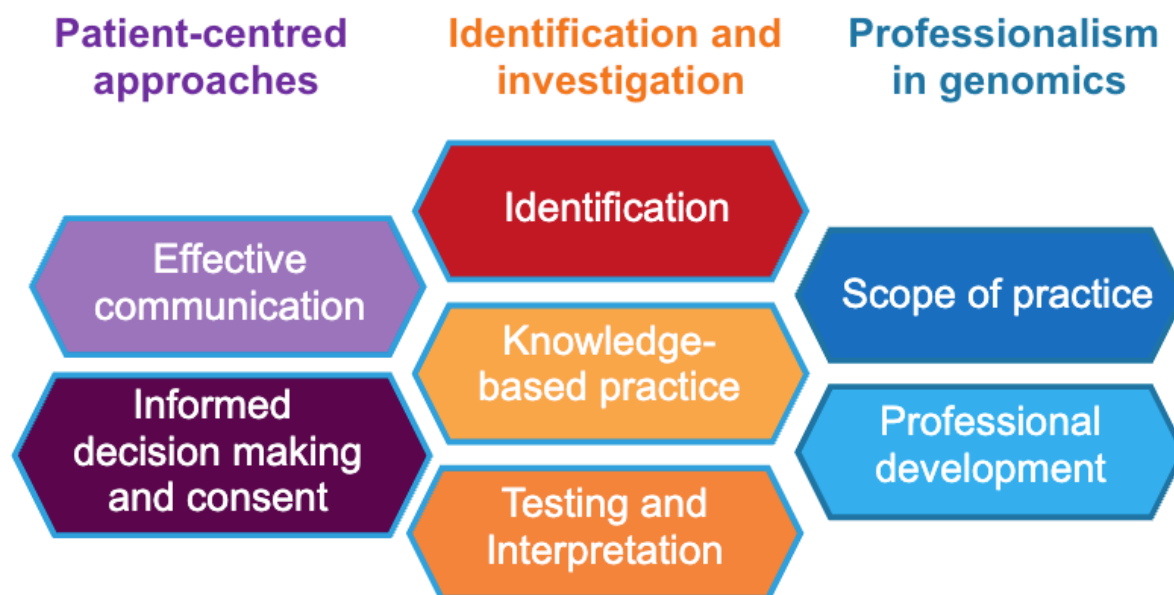 Patient-centred
approaches
Identification and
investigation
Professionalism
in genomics
Effective
communication
Informed
decision making
and consent
Identification
Knowledge-
based practice
Testing and
Interpretation
Scope of practice
Professional
development